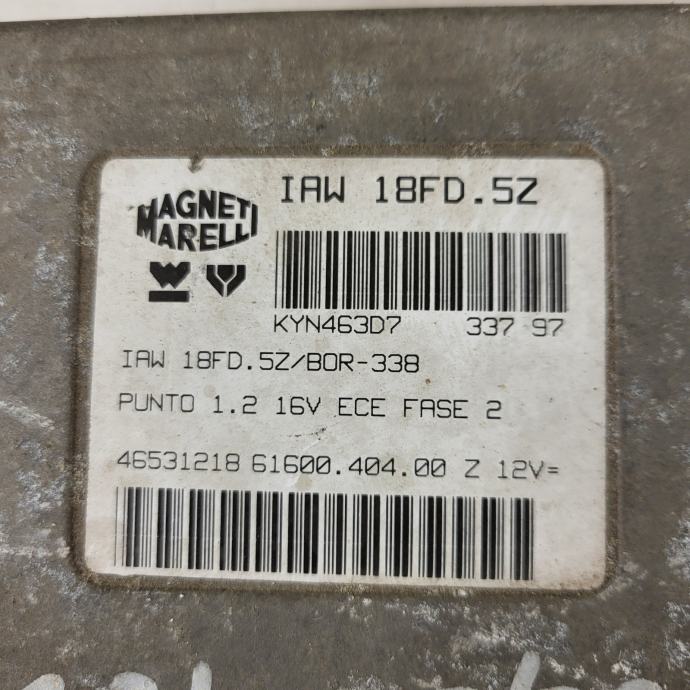 MAGNETI
MARELLI
IAW 18FD.5Z
KYN463D7 337 97
IAW 18FD.5Z/BOR-338
PUNTO 1.2 16V ECE FASE 2
46531218 61600.404.00 Z 12V=